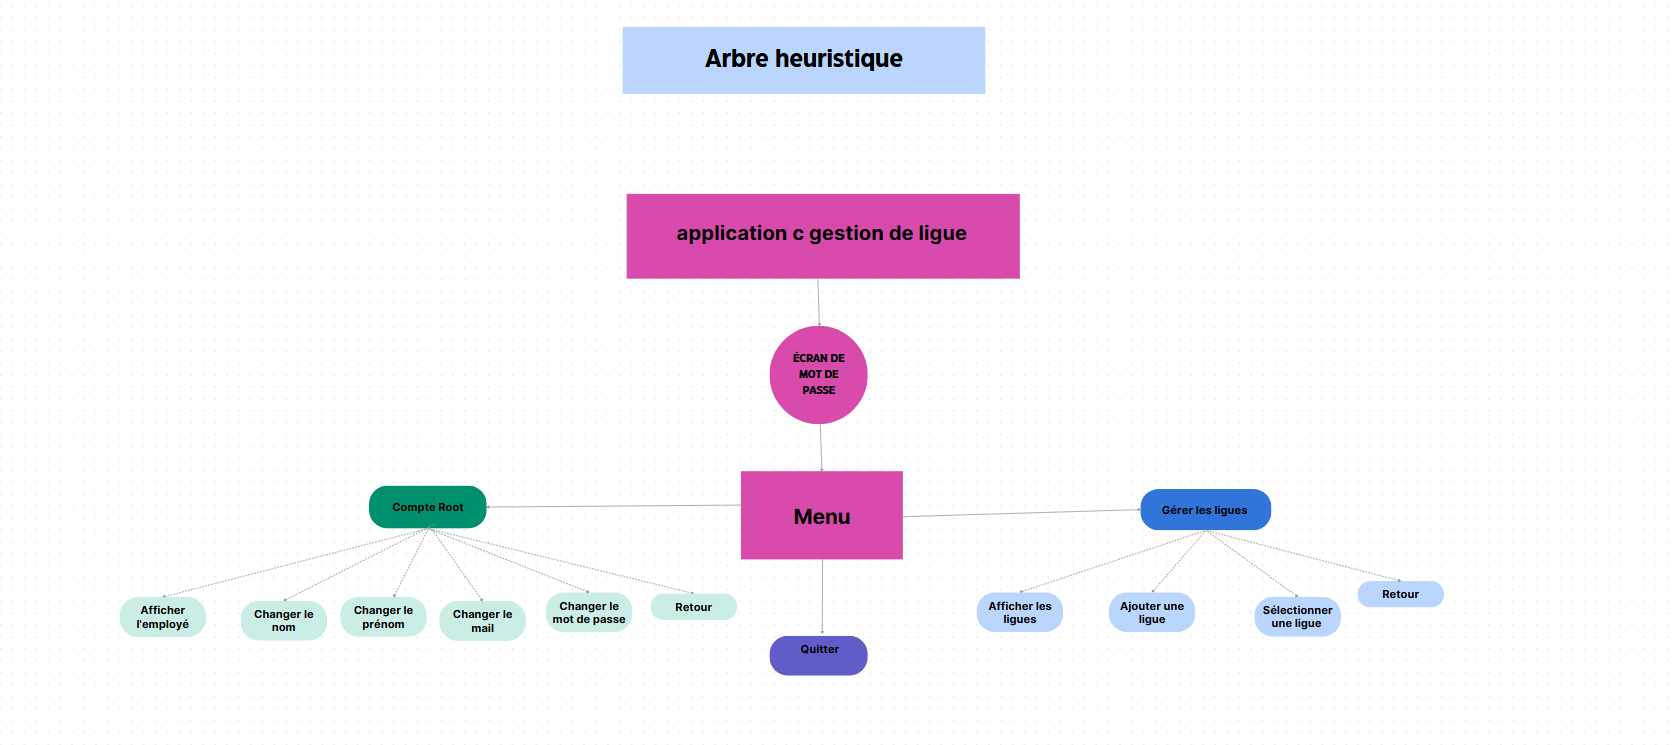 Arbre heuristique
application c gestion de ligue
ÉCRAN DE
MOT DE
PASSE
Menu
Compte Root
Gérer les ligues
Afficher
l'employé
Changer le
nom
Changer le
prénom
Changer le
mail
Changer le
mot de passe
Retour
Quitter
Afficher les
ligues
Ajouter une
ligue
Sélectionner
une ligue
Retour